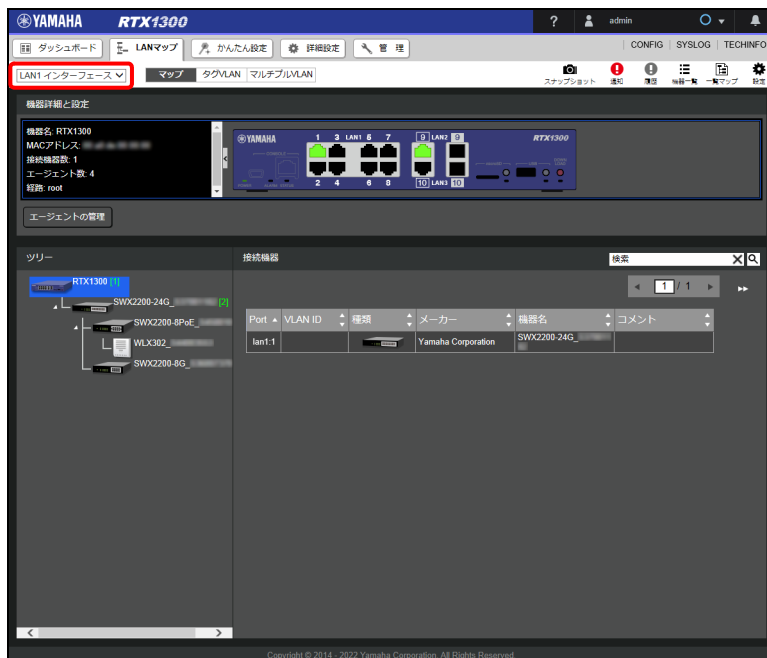 YAMAHA RTX1300 ? admin
ダッシュボード LANマップ かんたん設定 詳細設定 管 理 CONFIG SYSLOG TECHINFO
LAN1 インターフェース マップ タグVLAN マルチプルVLAN スナップショット 通知 履歴 機器一覧 一覧マップ 設定
機器詳細と設定
機器名: RTX1300
MACアドレス:
接続機器数: 1
エージェント数: 4
経路: root
YAMAHA 1 3 LAN1 5 7 9 LAN2 9 RTX1300
2 4 6 8 10 LAN3 10
エージェントの管理
ツリー 接続機器 検索
RTX1300 [1]
SWX2200-24G_ [2]
SWX2200-8PoE_
WLX302_
SWX2200-8G_
1 / 1
Port VLAN ID 種類 メーカー 機器名 コメント
lan1:1 Yamaha Corporation SWX2200-24G_
Copyright © 2014 - 2022 Yamaha Corporation. All Rights Reserved.